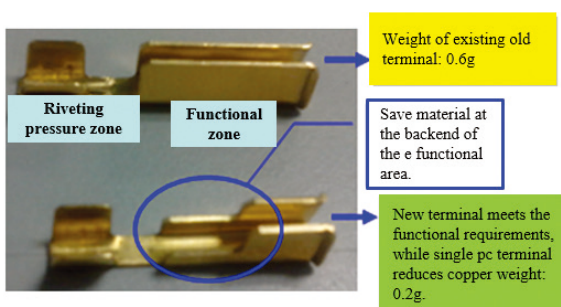 Weight of existing old
terminal: 0.6g
Riveting
pressure zone
Functional
zone
Save material at
the backend of
the e functional
area.
New terminal meets the
functional requirements,
while single pc terminal
reduces copper weight:
0.2g.